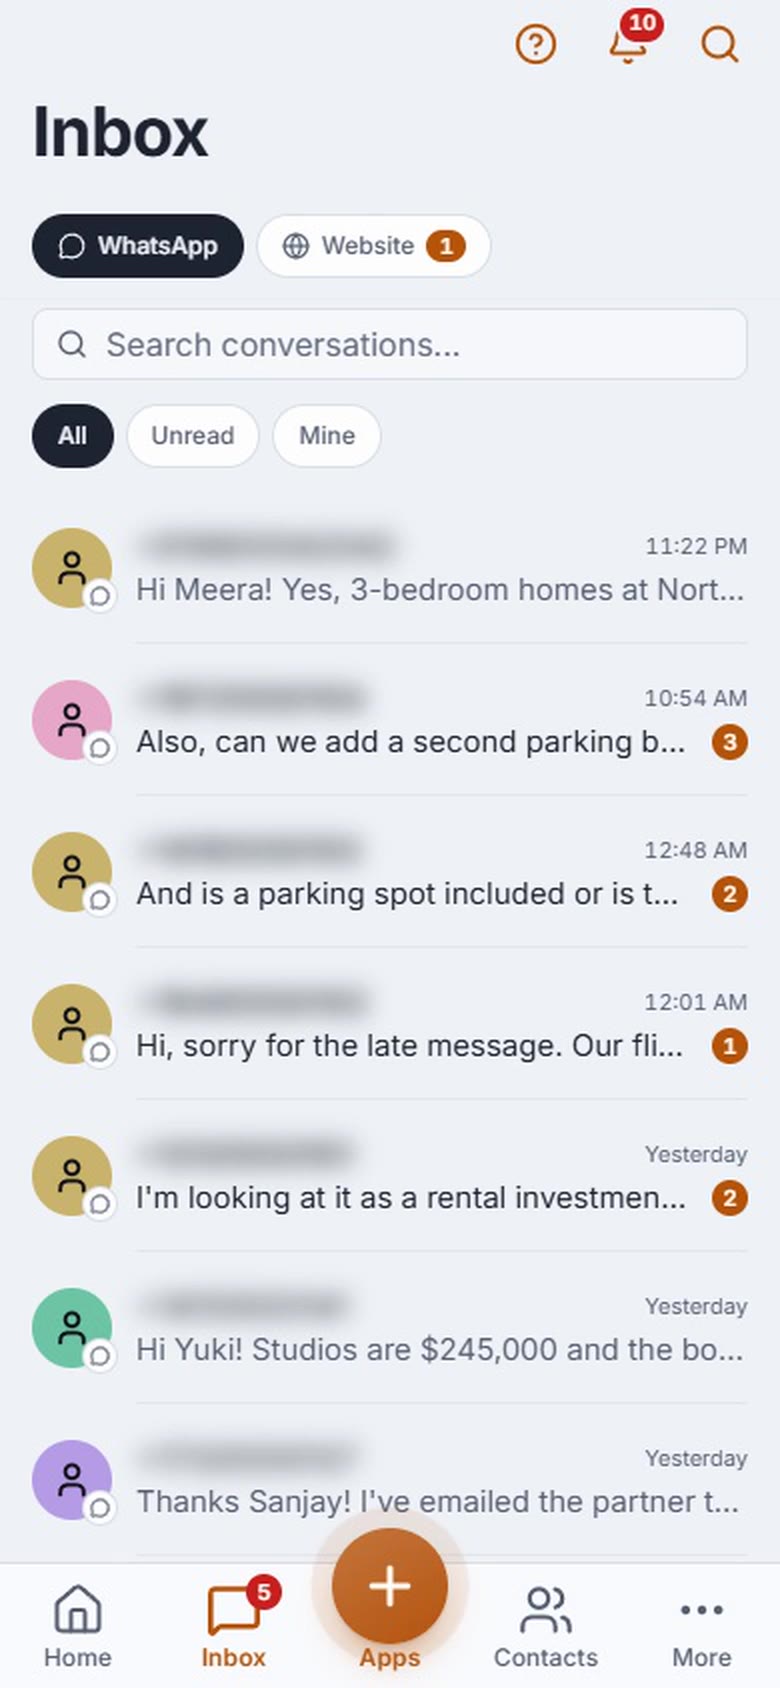 10
Inbox
WhatsApp Website 1
Search conversations...
All Unread Mine
11:22 PM
Hi Meera! Yes, 3-bedroom homes at Nort...
10:54 AM
Also, can we add a second parking b... 3
12:48 AM
And is a parking spot included or is t... 2
12:01 AM
Hi, sorry for the late message. Our fli... 1
Yesterday
I'm looking at it as a rental investmen... 2
Yesterday
Hi Yuki! Studios are $245,000 and the bo...
Yesterday
Thanks Sanjay! I've emailed the partner t...
5
Home Inbox Apps Contacts More